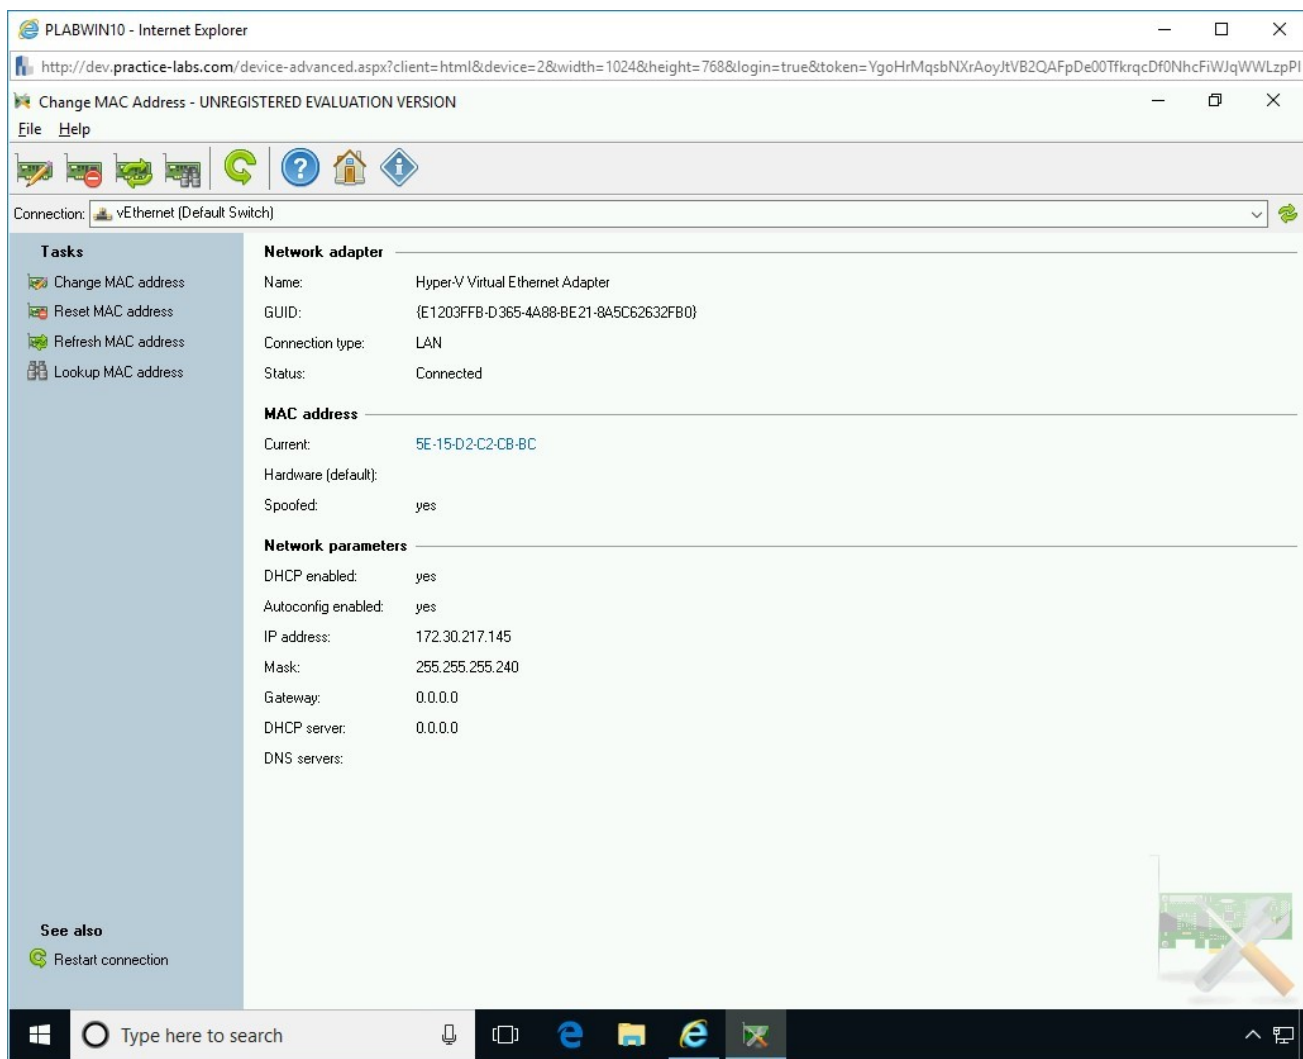 PLABWIN10 - Internet Explorer
http://dev.practice-labs.com/device-advanced.aspx?client=html&device=2&width=1024&height=768&login=true&token=YgoHrMqsbNXrAoyJtVB2QAFpDe00TfkrqcDf0NhcFiWJqWWLzpPl
Change MAC Address - UNREGISTERED EVALUATION VERSION
File Help
Connection: vEthernet (Default Switch)
Tasks
Change MAC address
Reset MAC address
Refresh MAC address
Lookup MAC address
Network adapter
Name: Hyper-V Virtual Ethernet Adapter
GUID: {E1203FFB-D365-4A88-BE21-8A5C62632FB0}
Connection type: LAN
Status: Connected
MAC address
Current: 5E-15-D2-C2-CB-BC
Hardware (default):
Spoofed: yes
Network parameters
DHCP enabled: yes
Autoconfig enabled: yes
IP address: 172.30.217.145
Mask: 255.255.255.240
Gateway: 0.0.0.0
DHCP server: 0.0.0.0
DNS servers:
See also
Restart connection
Type here to search